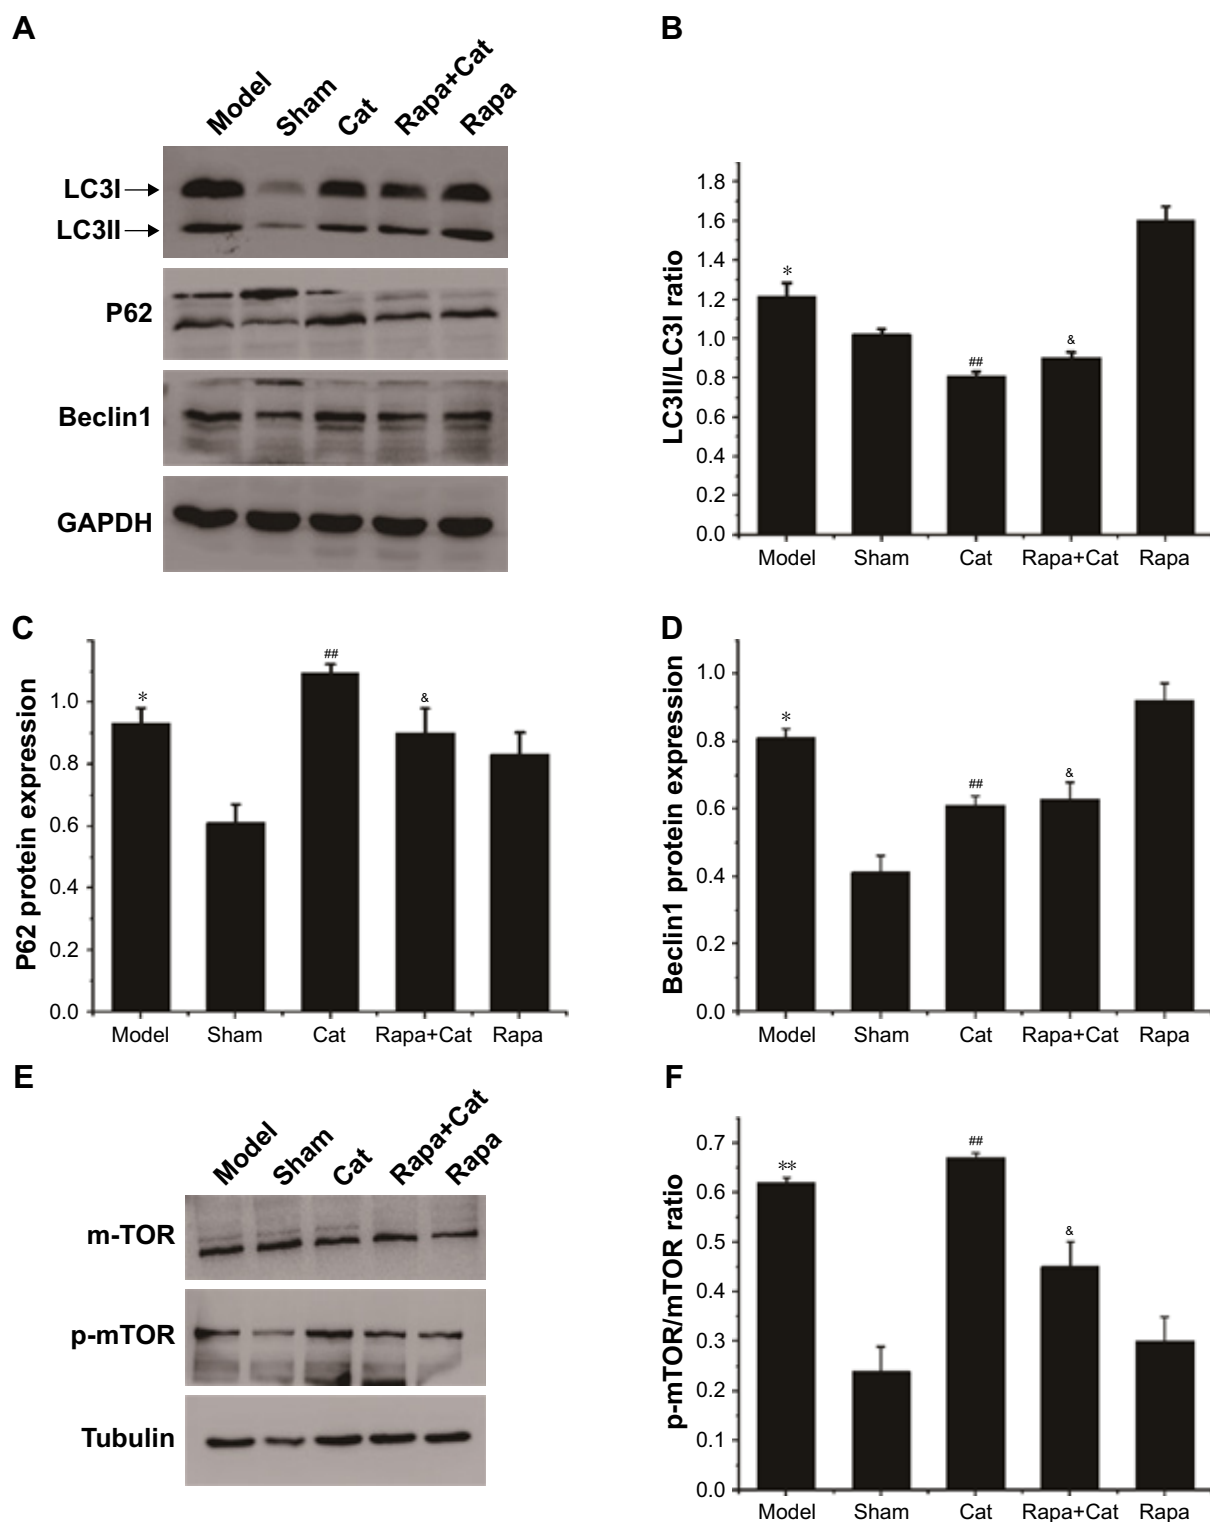 A
Model Sham Cat Rapa+Cat Rapa
LC3I
LC3II
P62
Beclin1
GAPDH
B
LC3II/LC3I ratio
1.8
1.6
1.4
1.2
1.0
0.8
0.6
0.4
0.2
0.0
*
##
&
Model Sham Cat Rapa+Cat Rapa
C
P62 protein expression
1.0
0.8
0.6
0.4
0.2
0.0
*
##
&
Model Sham Cat Rapa+Cat Rapa
D
Beclin1 protein expression
1.0
0.8
0.6
0.4
0.2
0.0
*
##
&
Model Sham Cat Rapa+Cat Rapa
E
Model Sham Cat Rapa+Cat Rapa
m-TOR
p-mTOR
Tubulin
F
p-mTOR/mTOR ratio
0.7
0.6
0.5
0.4
0.3
0.2
0.1
0.0
**
##
&
Model Sham Cat Rapa+Cat Rapa